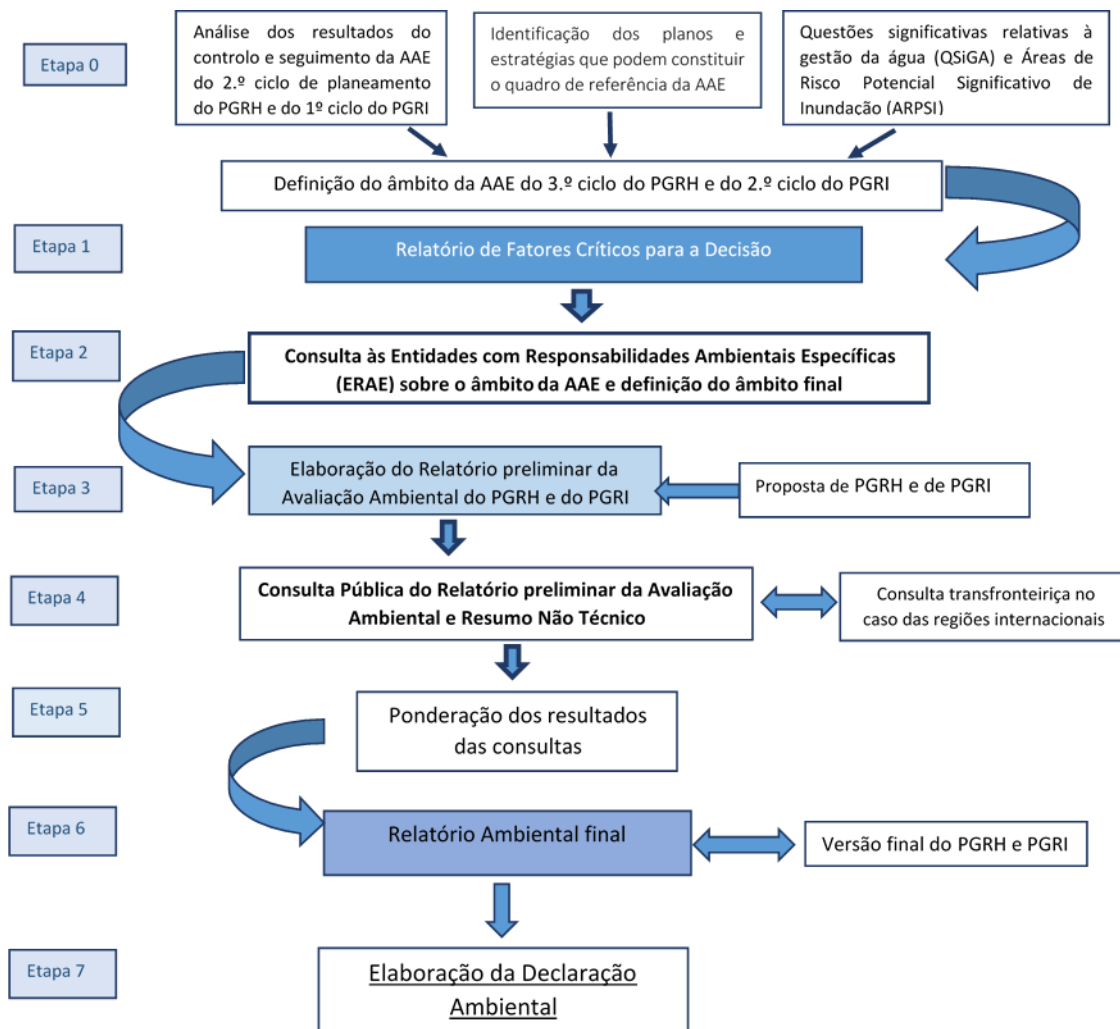 Etapa 0
Análise dos resultados do
controlo e seguimento da AAE
do 2.º ciclo de planeamento
do PGRH e do 1º ciclo do PGRI
Identificação dos planos e
estratégias que podem constituir
o quadro de referência da AAE
Questões significativas relativas à
gestão da água (QSiGA) e Áreas de
Risco Potencial Significativo de
Inundação (ARPSI)
Definição do âmbito da AAE do 3.º ciclo do PGRH e do 2.º ciclo do PGRI
Etapa 1
Relatório de Fatores Críticos para a Decisão
Etapa 2
Consulta às Entidades com Responsabilidades Ambientais Específicas
(ERAE) sobre o âmbito da AAE e definição do âmbito final
Etapa 3
Elaboração do Relatório preliminar da
Avaliação Ambiental do PGRH e do PGRI
Proposta de PGRH e de PGRI
Etapa 4
Consulta Pública do Relatório preliminar da Avaliação
Ambiental e Resumo Não Técnico
Consulta transfronteiriça no
caso das regiões internacionais
Etapa 5
Ponderação dos resultados
das consultas
Etapa 6
Relatório Ambiental final
Versão final do PGRH e PGRI
Etapa 7
Elaboração da Declaração
Ambiental